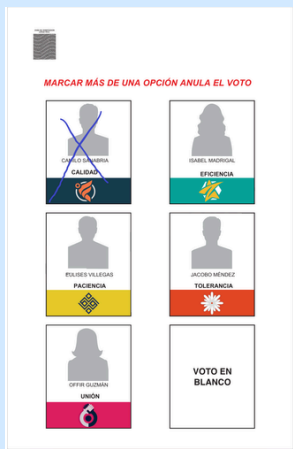 MARCAR MÁS DE UNA OPCIÓN ANULA EL VOTO
CAMILO SANABRIA
CALIDAD
ISABEL MADRIGAL
EFICIENCIA
EULISES VILLEGAS
PACIENCIA
JACOBO MÉNDEZ
TOLERANCIA
OFFIR GUZMÁN
UNIÓN
VOTO EN
BLANCO